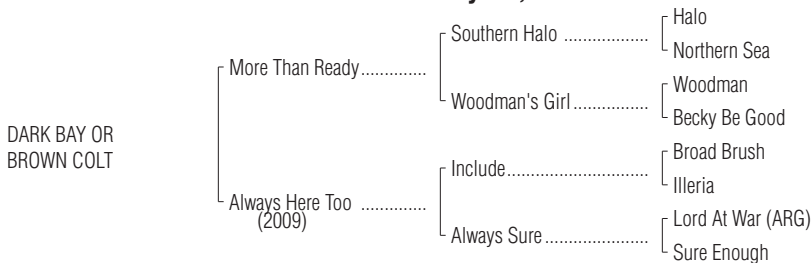 Halo
Southern Halo ....................
Northern Sea
More Than Ready..............
Woodman
Woodman's Girl..................
Becky Be Good
DARK BAY OR
BROWN COLT
Broad Brush
Include.................................
Illeria
Always Here Too ..............
(2009)
Lord At War (ARG)
Always Sure........................
Sure Enough